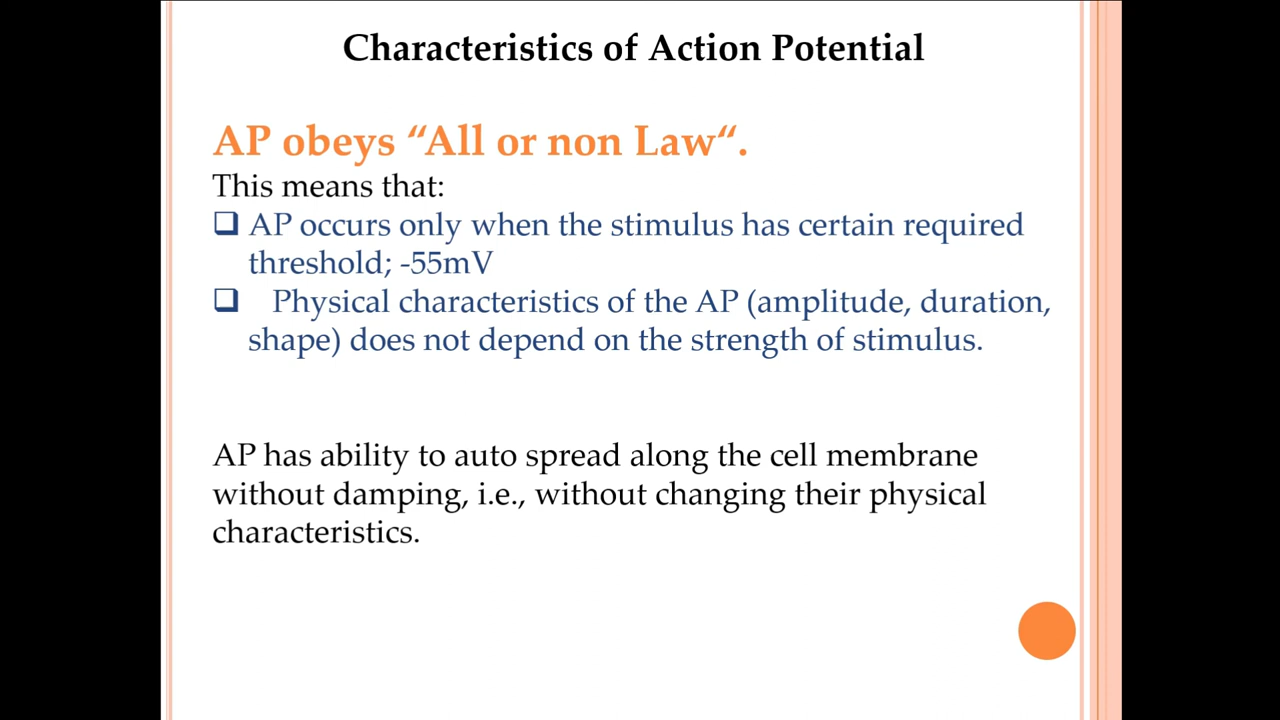 Characteristics of Action Potential
AP obeys “All or non Law“.
This means that:
❑ AP occurs only when the stimulus has certain required
threshold; -55mV
❑ Physical characteristics of the AP (amplitude, duration,
shape) does not depend on the strength of stimulus.
AP has ability to auto spread along the cell membrane
without damping, i.e., without changing their physical
characteristics.